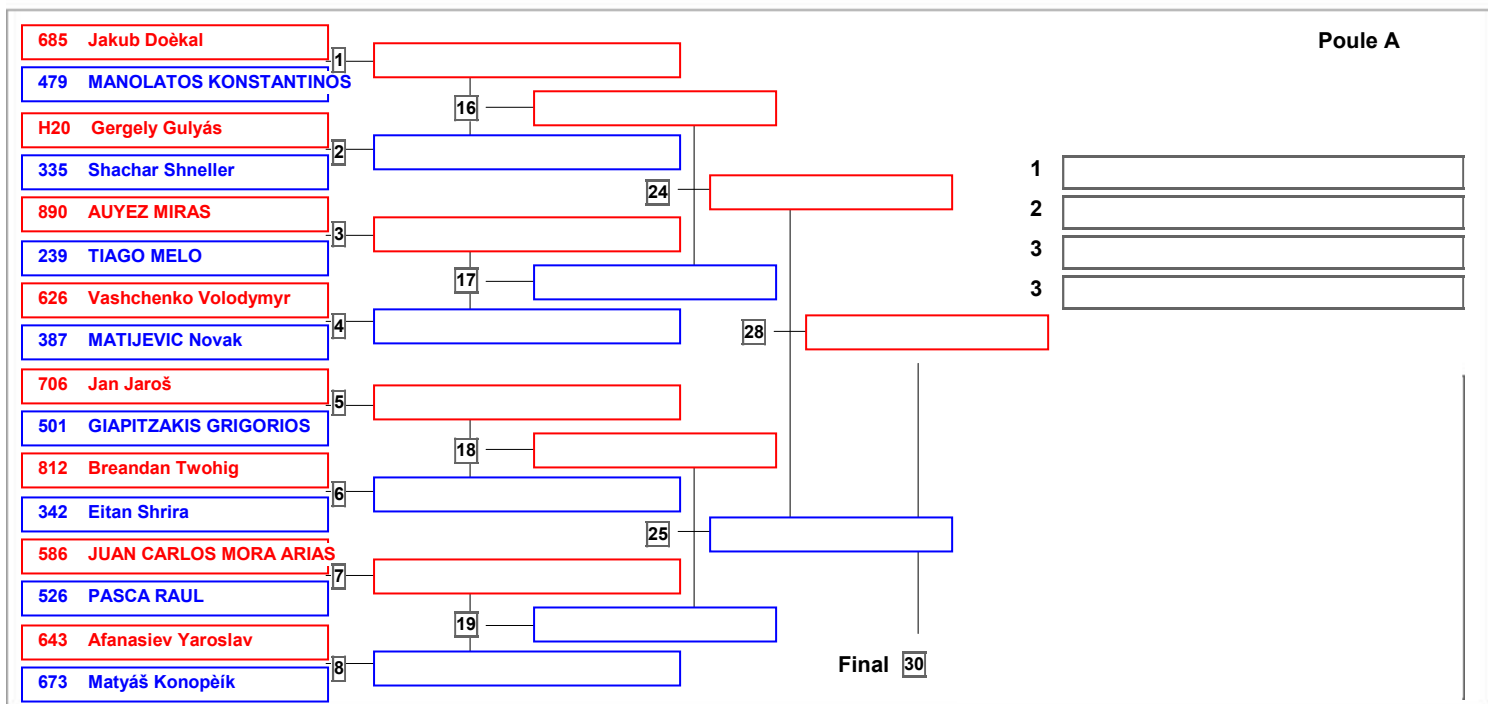 Poule A
685 Jakub Doèkal
1
479 MANOLATOS KONSTANTINOS
16
H20 Gergely Gulyás
2
335 Shachar Shneller
24
890 AUYEZ MIRAS
3
239 TIAGO MELO
17
626 Vashchenko Volodymyr
4
387 MATIJEVIC Novak
28
706 Jan Jaroš
5
501 GIAPITZAKIS GRIGORIOS
18
812 Breandan Twohig
6
342 Eitan Shrira
25
586 JUAN CARLOS MORA ARIAS
7
526 PASCA RAUL
19
643 Afanasiev Yaroslav
8
673 Matyáš Konopèík
Final 30
1
2
3
3